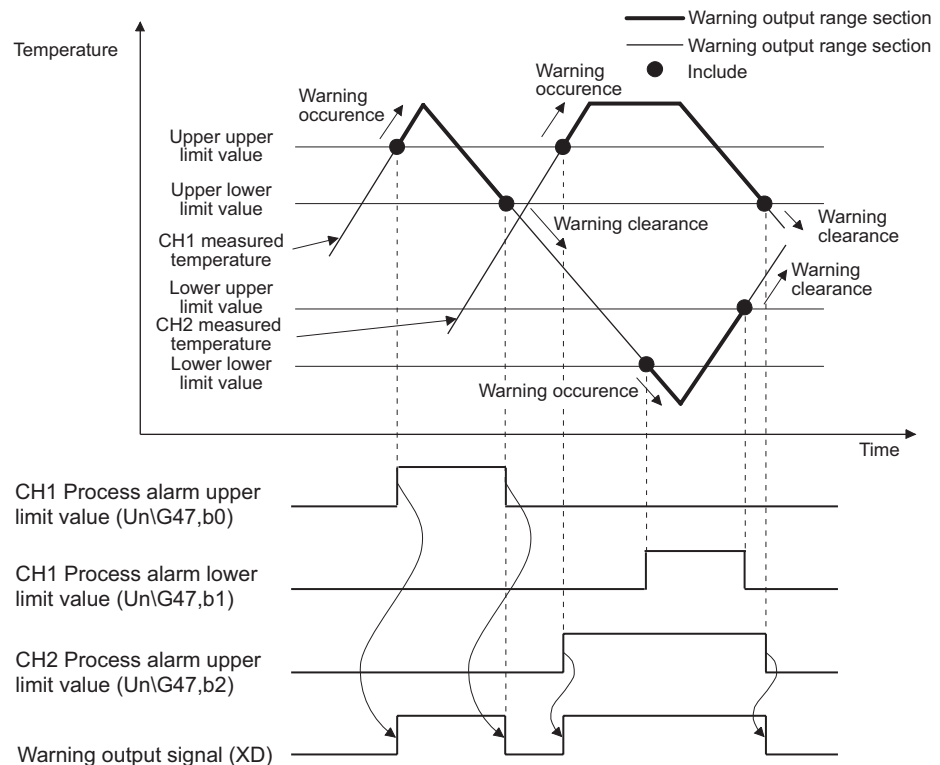 Temperature
Warning output range section
Warning output range section
Include
Warning
occurence
Warning
occurence
Upper upper
limit value
Upper lower
limit value
CH1 measured
temperature
Warning clearance
Warning
clearance
Warning
clearance
Lower upper
limit value
CH2 measured
temperature
Lower lower
limit value
Warning occurence
Time
CH1 Process alarm upper
limit value (Un\G47,b0)
CH1 Process alarm lower
limit value (Un\G47,b1)
CH2 Process alarm upper
limit value (Un\G47,b2)
Warning output signal (XD)